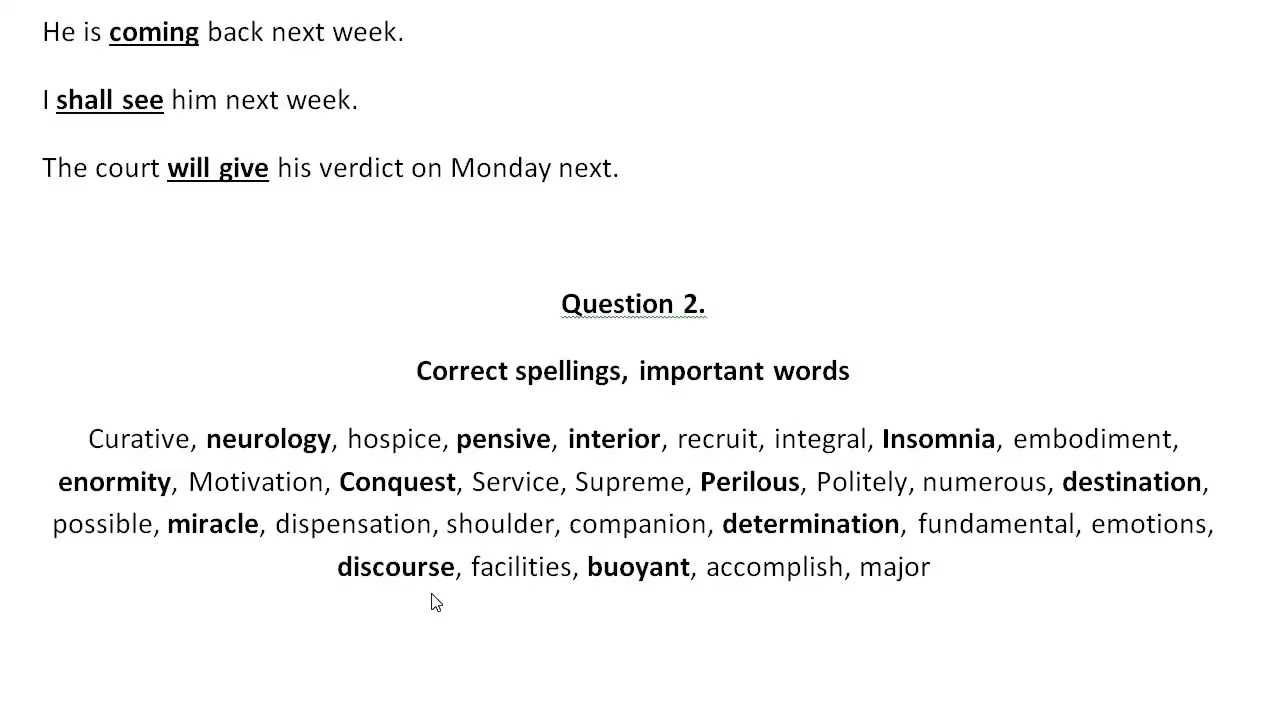 He is coming back next week.
I shall see him next week.
The court will give his verdict on Monday next.
Question 2.
Correct spellings, important words
Curative, neurology, hospice, pensive, interior, recruit, integral, Insomnia, embodiment,
enormity, Motivation, Conquest, Service, Supreme, Perilous, Politely, numerous, destination,
possible, miracle, dispensation, shoulder, companion, determination, fundamental, emotions,
discourse, facilities, buoyant, accomplish, major